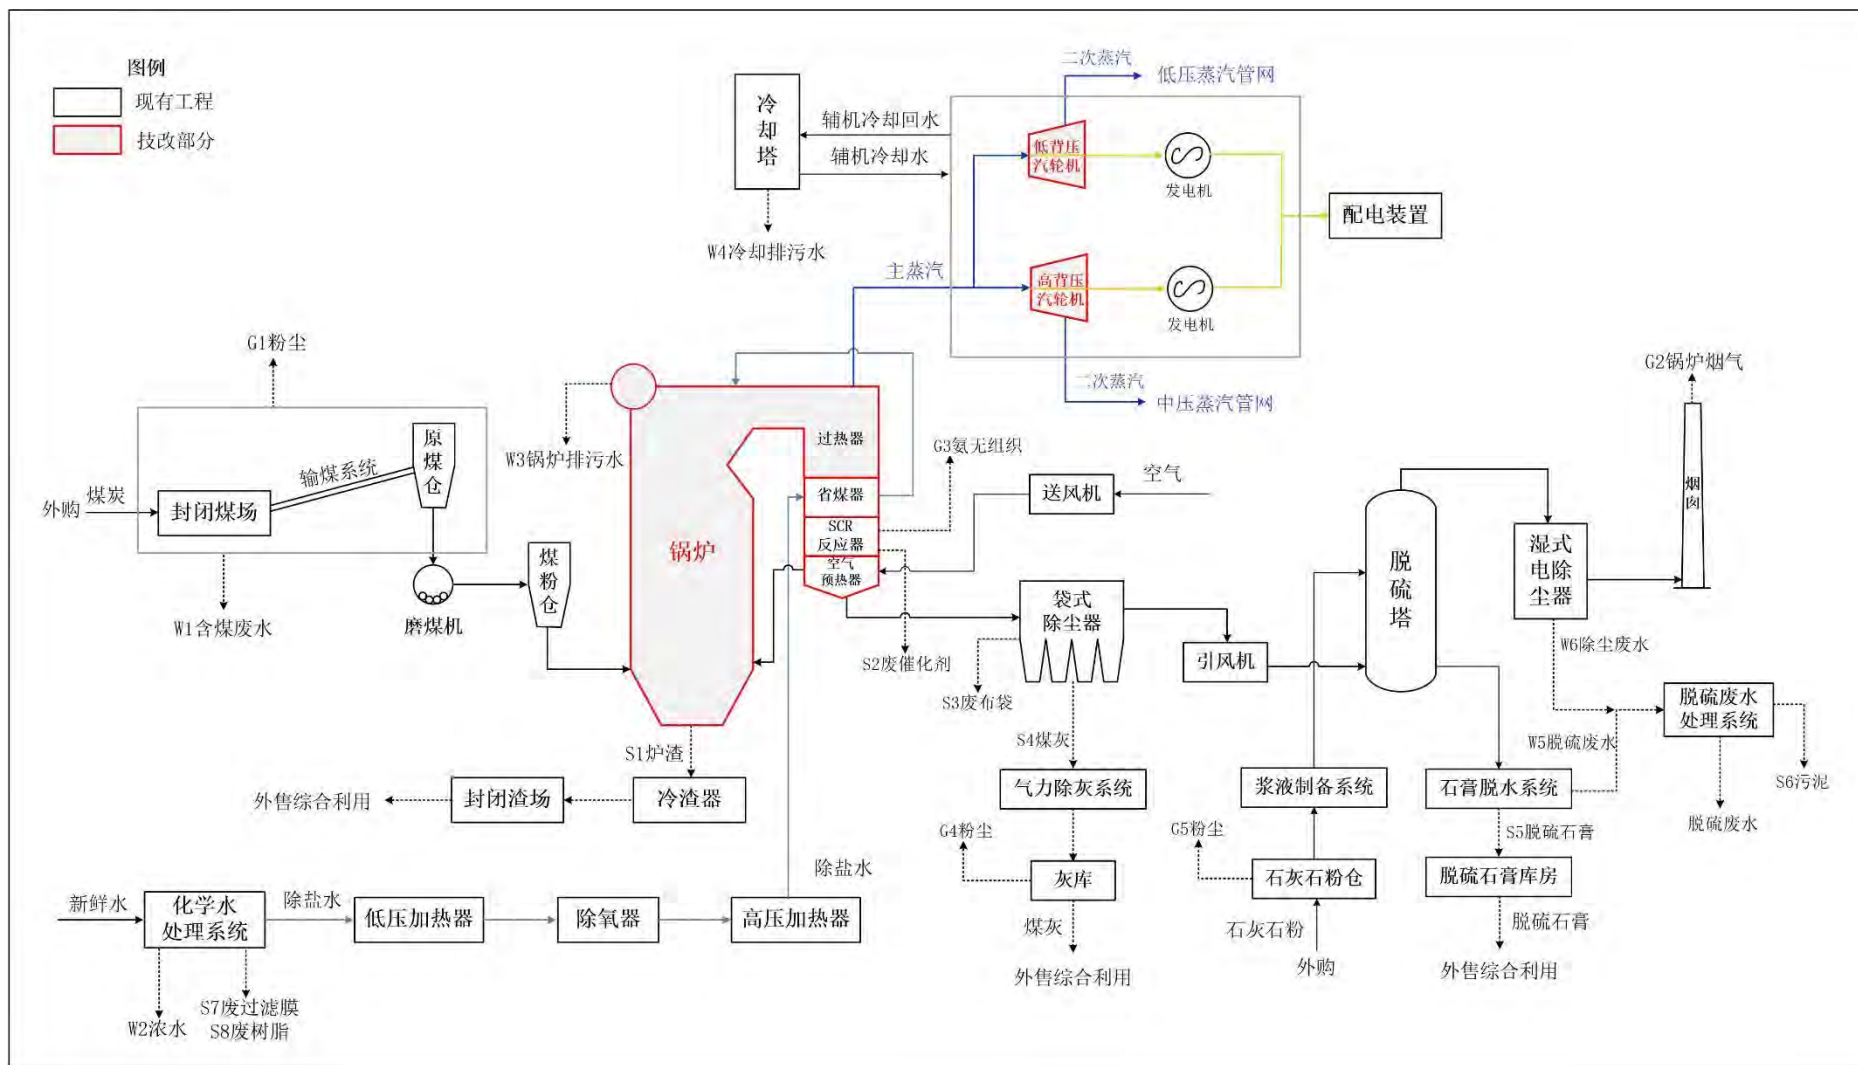 图例
现有工程
技改部分
二次蒸汽
低压蒸汽管网
冷
却
塔
辅机冷却回水
辅机冷却水
低背压
汽轮机
发电机
配电装置
W4冷却排污水
主蒸汽
高背压
汽轮机
发电机
二次蒸汽
中压蒸汽管网
G1粉尘
G2锅炉烟气
原
煤
仓
输煤系统
外购
煤炭
封闭煤场
W3锅炉排污水
过热器
省煤器
SCR
反应器
空气
预热器
锅炉
G3氨无组织
送风机
空气
烟囱
脱
硫
塔
湿式
电除
尘器
煤
粉
仓
磨煤机
W1含煤废水
袋式
除尘器
引风机
S2废催化剂
S3废布袋
W6除尘废水
脱硫废水
处理系统
W5脱硫废水
S6污泥
脱硫废水
S1炉渣
S4煤灰
外售综合利用
封闭渣场
冷渣器
气力除灰系统
浆液制备系统
石膏脱水系统
G4粉尘
G5粉尘
S5脱硫石膏
灰库
石灰石粉仓
脱硫石膏库房
除盐水
新鲜水
化学水
处理系统
除盐水
低压加热器
除氧器
高压加热器
煤灰
石灰石粉
脱硫石膏
外售综合利用
外购
外售综合利用
W2浓水
S7废过滤膜
S8废树脂